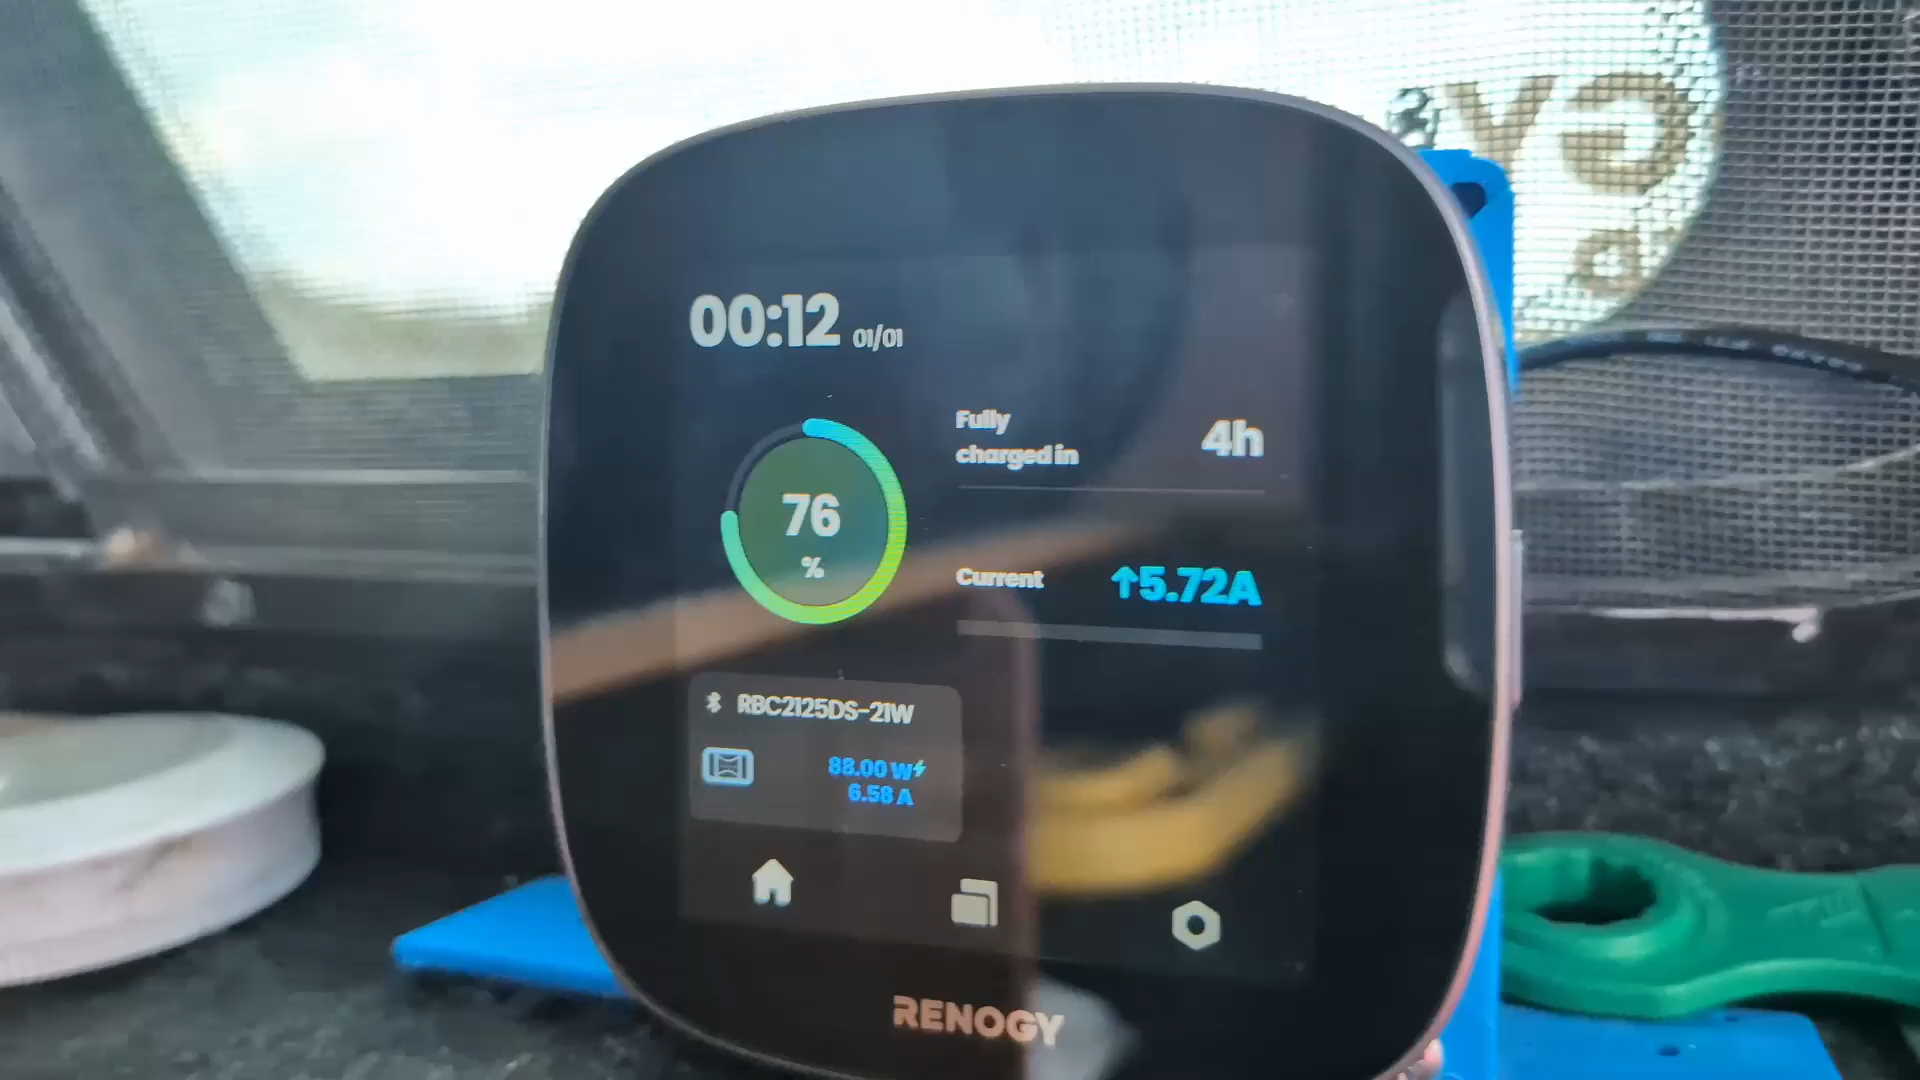 00:12 01/01
Fully
charged in
4h
76
%
Current
↑5.72A
RBC2125DS-21W
88.00 W
6.58 A
RENOGY